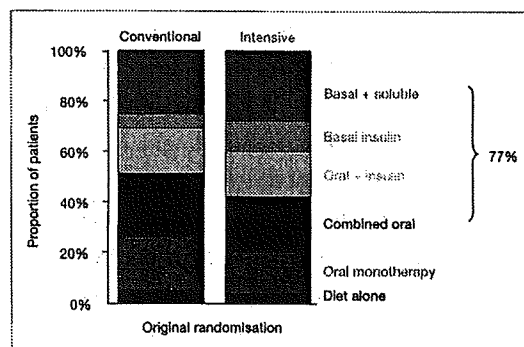 Conventional Intensive
100%
80%
60%
40%
20%
0%
Proportion of patients
Basal + soluble
Basal insulin
Oral + insulin
Combined oral
Oral monotherapy
Diet alone
77%
Original randomisation